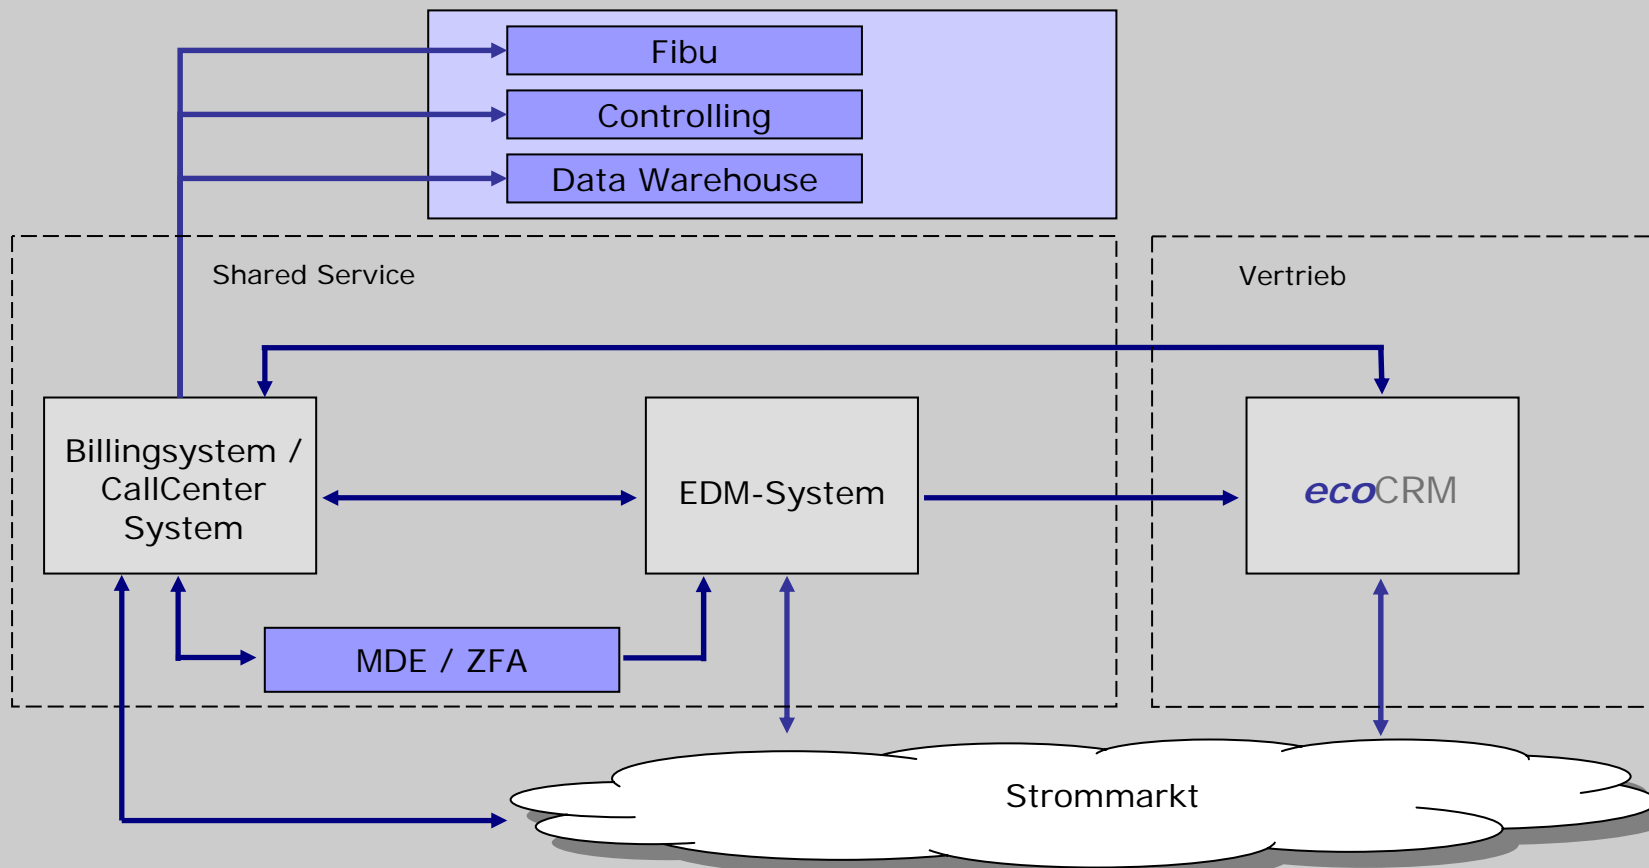 Fibu
Controlling
Data Warehouse
Shared Service
Vertrieb
Billingsystem /
CallCenter
System
EDM-System
ecoCRM
MDE / ZFA
Strommarkt